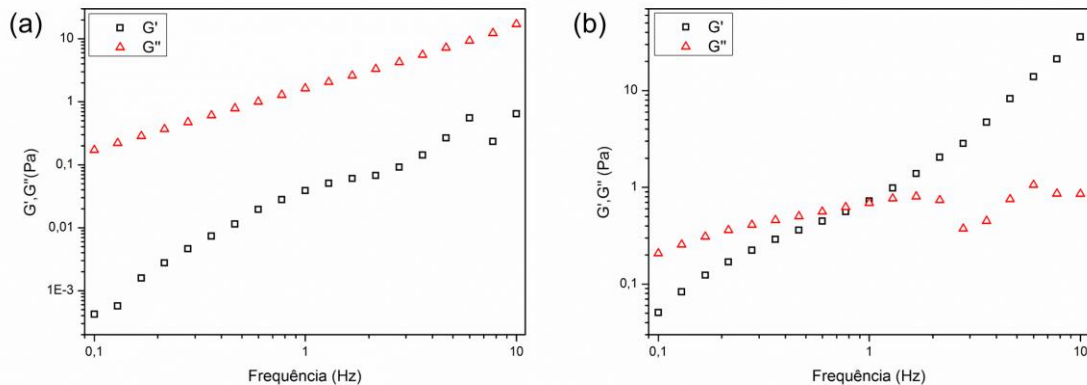 (a)
G'
G''
10
1
0,1
0,01
1E-3
G',G''(Pa)
0,1
1
10
Frequência (Hz)
(b)
G'
G''
10
1
0,1
G',G'' (Pa)
0,1
1
10
Frequência (Hz)